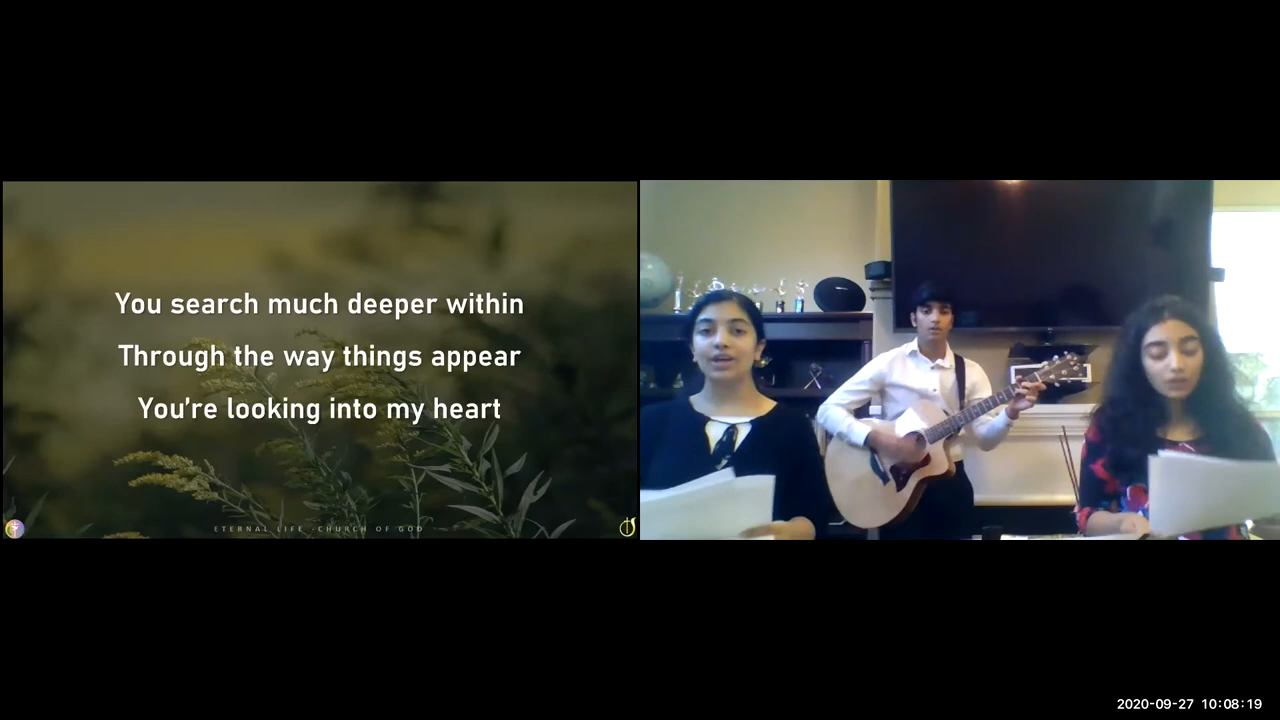 You search much deeper within
Through the way things appear
You're looking into my heart
ETERNAL LIFE - CHURCH OF GOD
2020-09-27 10:08:19